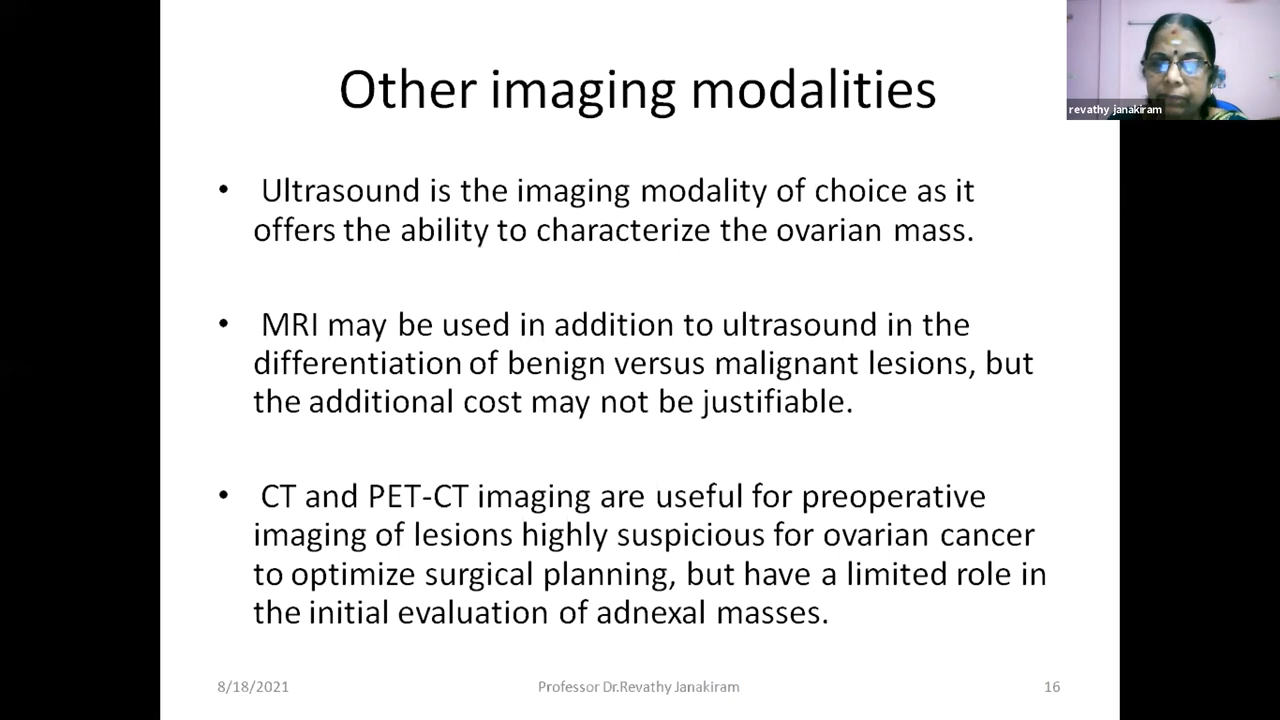 Other imaging modalities
revathy janakiram
• Ultrasound is the imaging modality of choice as it
offers the ability to characterize the ovarian mass.
• MRI may be used in addition to ultrasound in the
differentiation of benign versus malignant lesions, but
the additional cost may not be justifiable.
• CT and PET-CT imaging are useful for preoperative
imaging of lesions highly suspicious for ovarian cancer
to optimize surgical planning, but have a limited role in
the initial evaluation of adnexal masses.
8/18/2021
Professor Dr.Revathy Janakiram
16